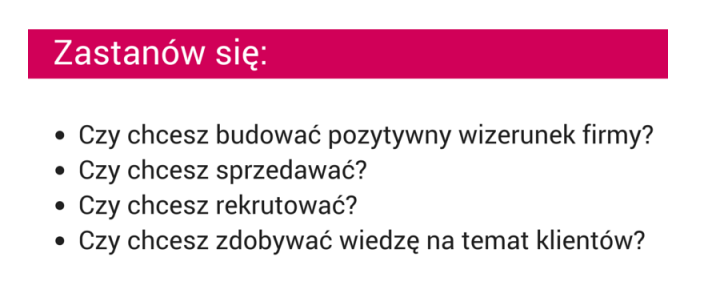 Zastanów się:
• Czy chcesz budować pozytywny wizerunek firmy?
• Czy chcesz sprzedawać?
• Czy chcesz rekrutować?
• Czy chcesz zdobywać wiedzę na temat klientów?